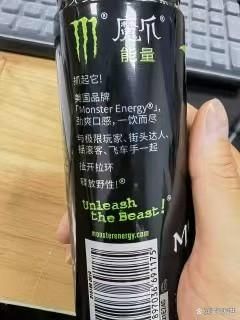 魔爪
能量
抓起它!
美国品牌
「Monster Energy®」,
劲爽口感,一饮而尽
与极限玩家、街头达人、
摇滚客、飞车手一起
拉开拉环
释放野性!®
Unleash
the Beast!®
monsterenergy.com
M